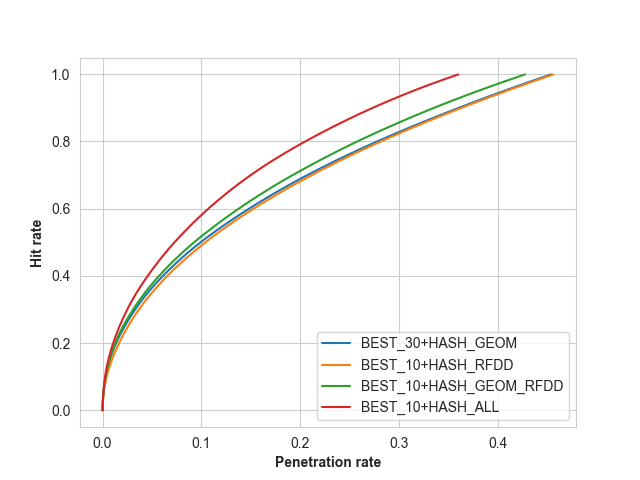 1.0
0.8
0.6
0.4
0.2
0.0
Hit rate
0.0 0.1 0.2 0.3 0.4
Penetration rate
BEST_30+HASH_GEOM
BEST_10+HASH_RFDD
BEST_10+HASH_GEOM_RFDD
BEST_10+HASH_ALL